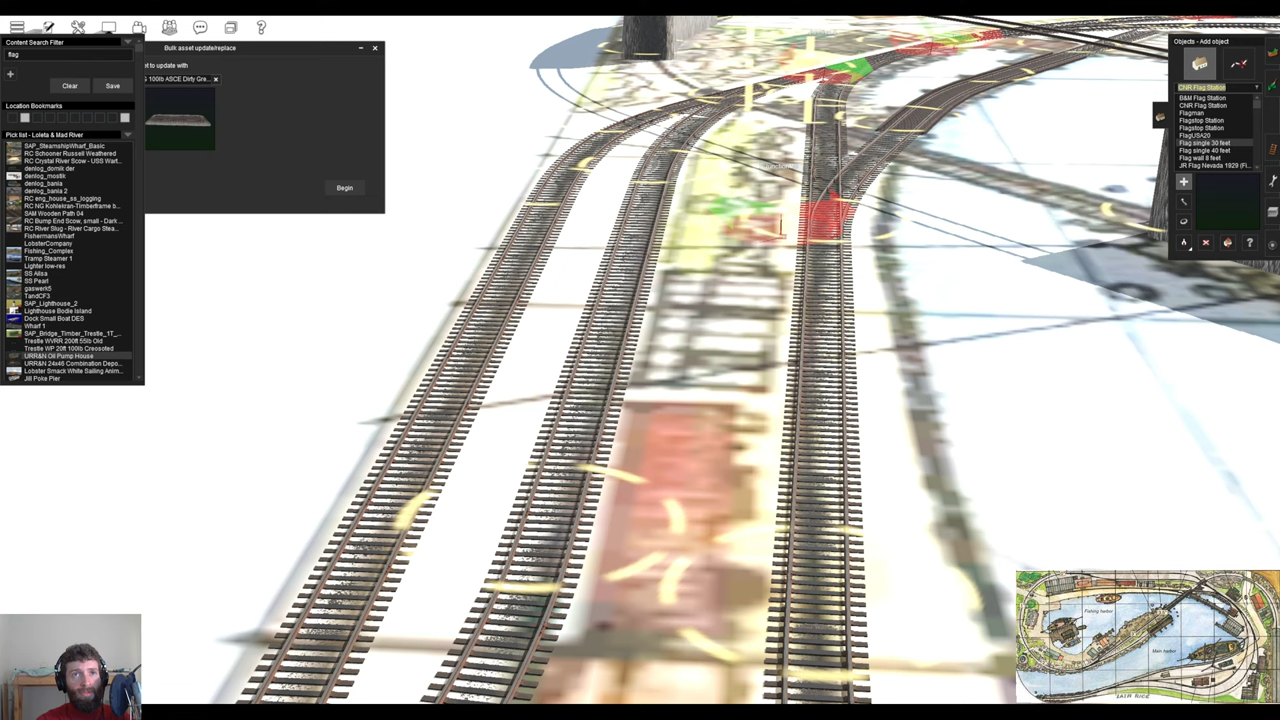 Content Search Filter
flag
Clear
Save
Location Bookmarks
Pick list - Loleta & Mad River
SAP_SteamshipWharf_Basic
RC Schooner Russell Weathered
RC Crystal River Scow - USS Warf...
denlog_domik der
denlog_mostik
denlog_bania
denlog_bania 2
RC eng_house_ss_logging
RC NG Kohlekran-Timberframe b...
SAM Wooden Path 04
RC Bump End Scow, small - Dark ...
RC River Slug - River Cargo Stea...
FishermansWharf
LobsterCompany
Fishing_Complex
Tramp Steamer 1
Lighter low-res
SS Ailsa
SS Pearl
gaswerk5
TandCF3
SAP_Lighthouse_2
Lighthouse Bodie Island
Dock Small Boat DES
Wharf 1
SAP_Bridge_Timber_Trestle_1T_...
Trestle WVRR 200ft 55lb Old
Trestle WP 20ft 100lb Creosoted
URR&N Oil Pump House
URR&N 24x46 Combination Depo...
Lobster Smack White Sailing Anim...
Jill Poke Pier
Bulk asset update/replace
et to update with
100lb ASCE Dirty Gre...
Begin
Objects - Add object
CNR Flag Station
B&M Flag Station
CNR Flag Station
Flagman
Flagstop Station
Flagstop Station
FlagUSA20
Flag single 30 feet
Flag single 40 feet
Flag wall 8 feet
JR Flag Nevada 1929 (Fl...
Fishing harbor
Main harbor